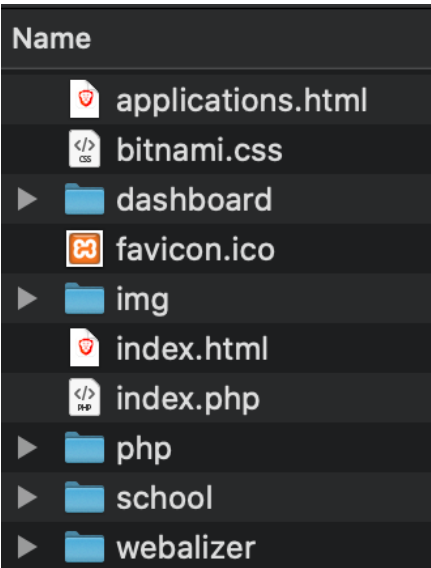 Name
applications.html
bitnami.css
dashboard
favicon.ico
img
index.html
index.php
php
school
webalizer